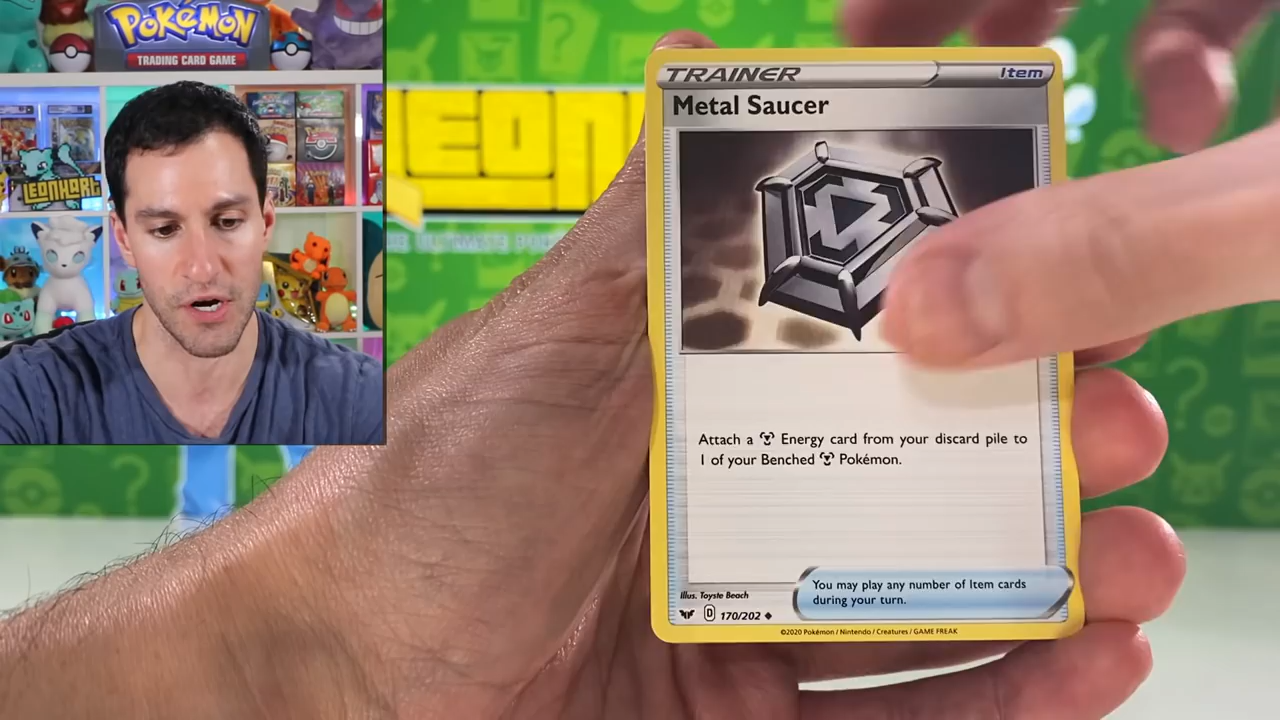 POKéMON
TRADING CARD GAME
LEONHART
TRAINER
Item
Metal Saucer
Attach a Energy card from your discard pile to
1 of your Benched Pokémon.
You may play any number of Item cards
during your turn.
Illus. Toyste Beach
D 170/202
©2020 Pokémon / Nintendo / Creatures / GAME FREAK